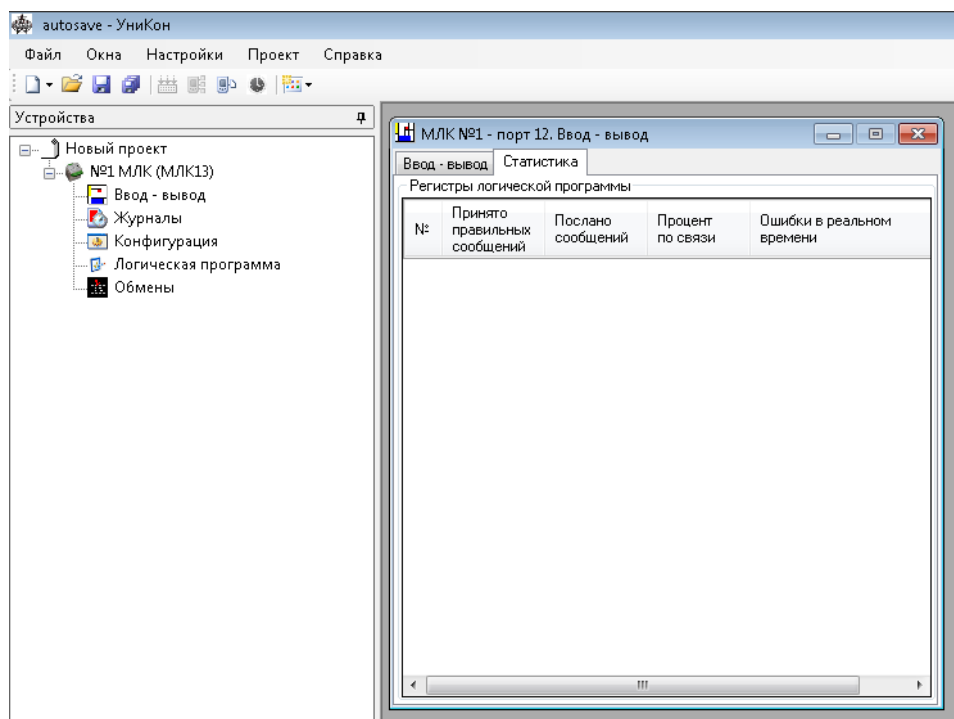 autosave - УниКон
Файл Окна Настройки Проект Справка
Устройства
Новый проект
№1 МЛК (МЛК13)
Ввод - вывод
Журналы
Конфигурация
Логическая программа
Обмены
МЛК №1 - порт 12. Ввод - вывод
Ввод - вывод Статистика
Регистры логической программы
№
Принято
правильных
сообщений
Послано
сообщений
Процент
по связи
Ошибки в реальном
времени